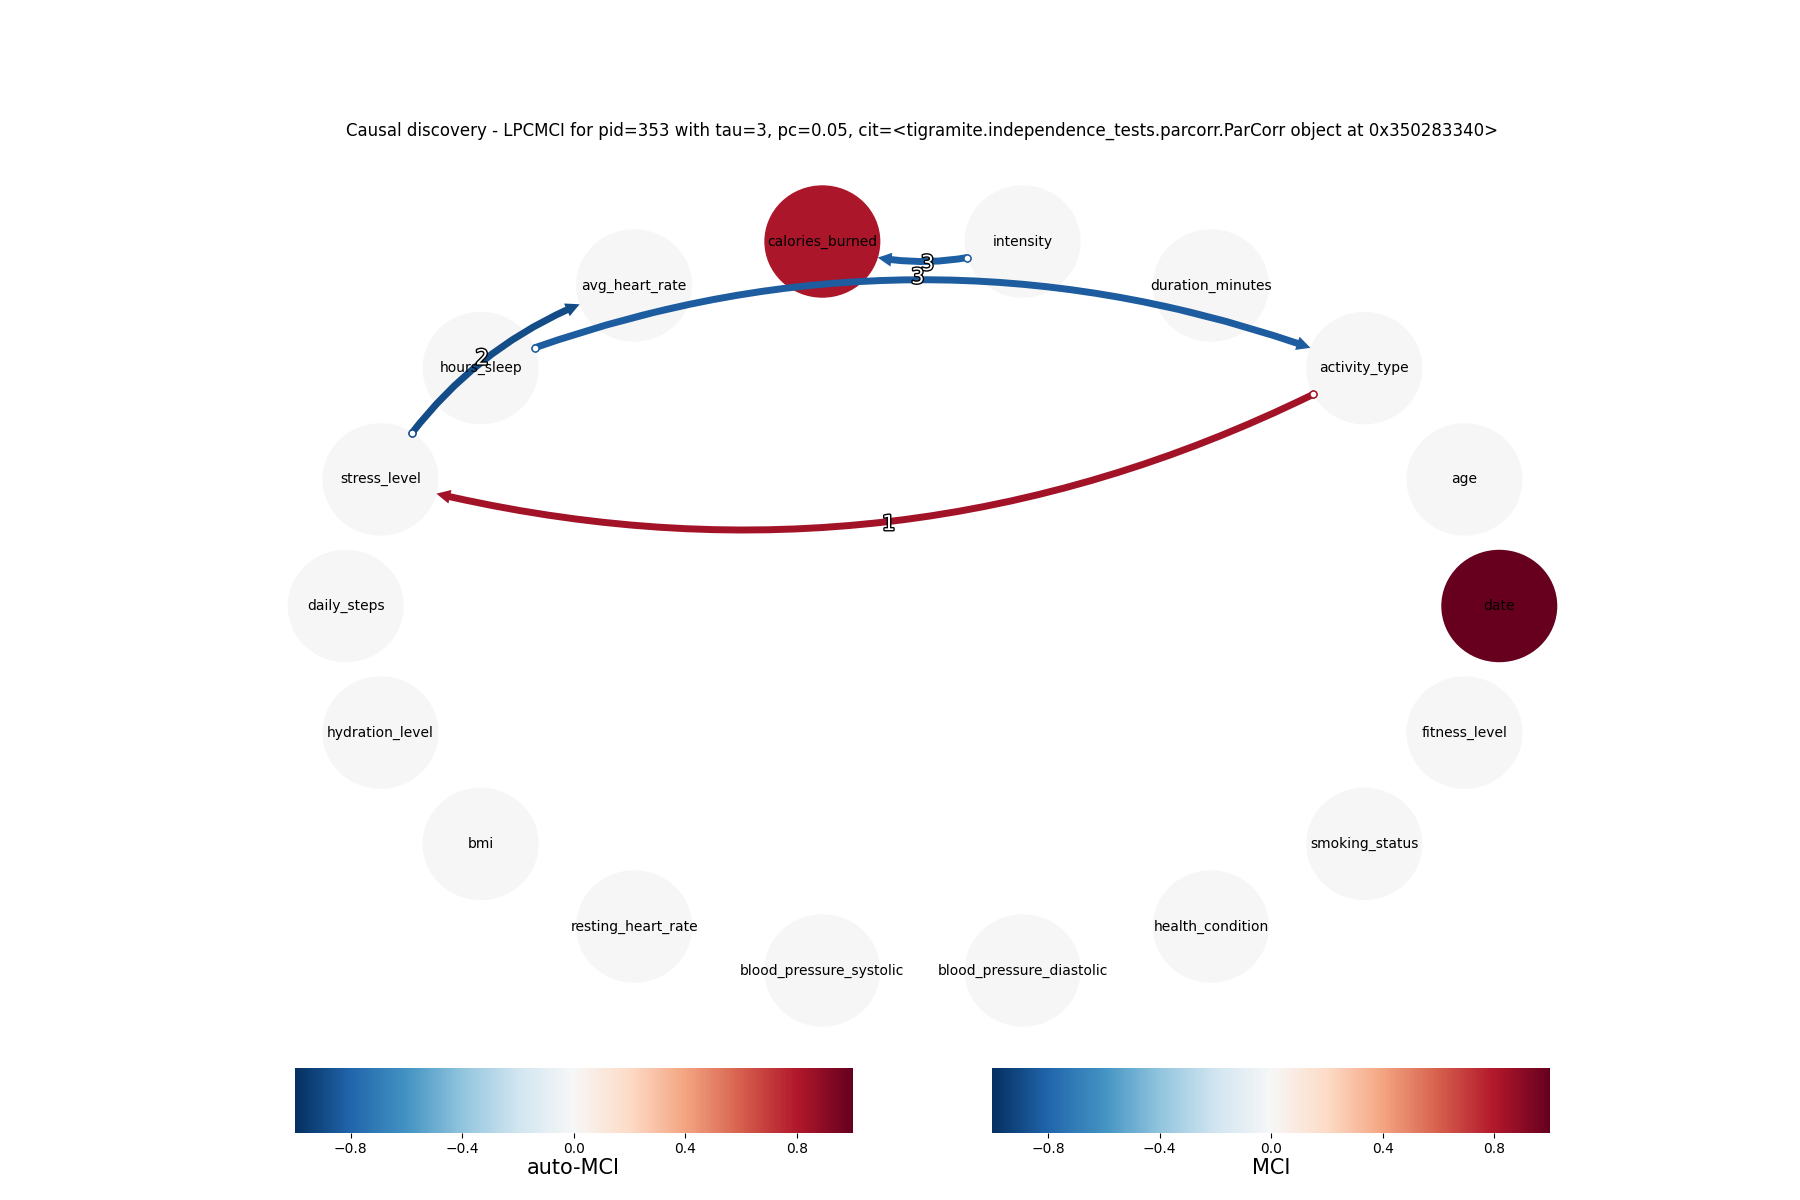 Causal discovery - LPCMCI for pid=353 with tau=3, pc=0.05, cit=<tigramite.independence_tests.parcorr.ParCorr object at 0x350283340>
calories_burned
intensity
3
3
avg_heart_rate
duration_minutes
2
hours_sleep
activity_type
stress_level
age
1
daily_steps
date
hydration_level
fitness_level
bmi
smoking_status
resting_heart_rate
health_condition
blood_pressure_systolic
blood_pressure_diastolic
−0.8 −0.4 0.0 0.4 0.8
auto-MCI
−0.8 −0.4 0.0 0.4 0.8
MCI